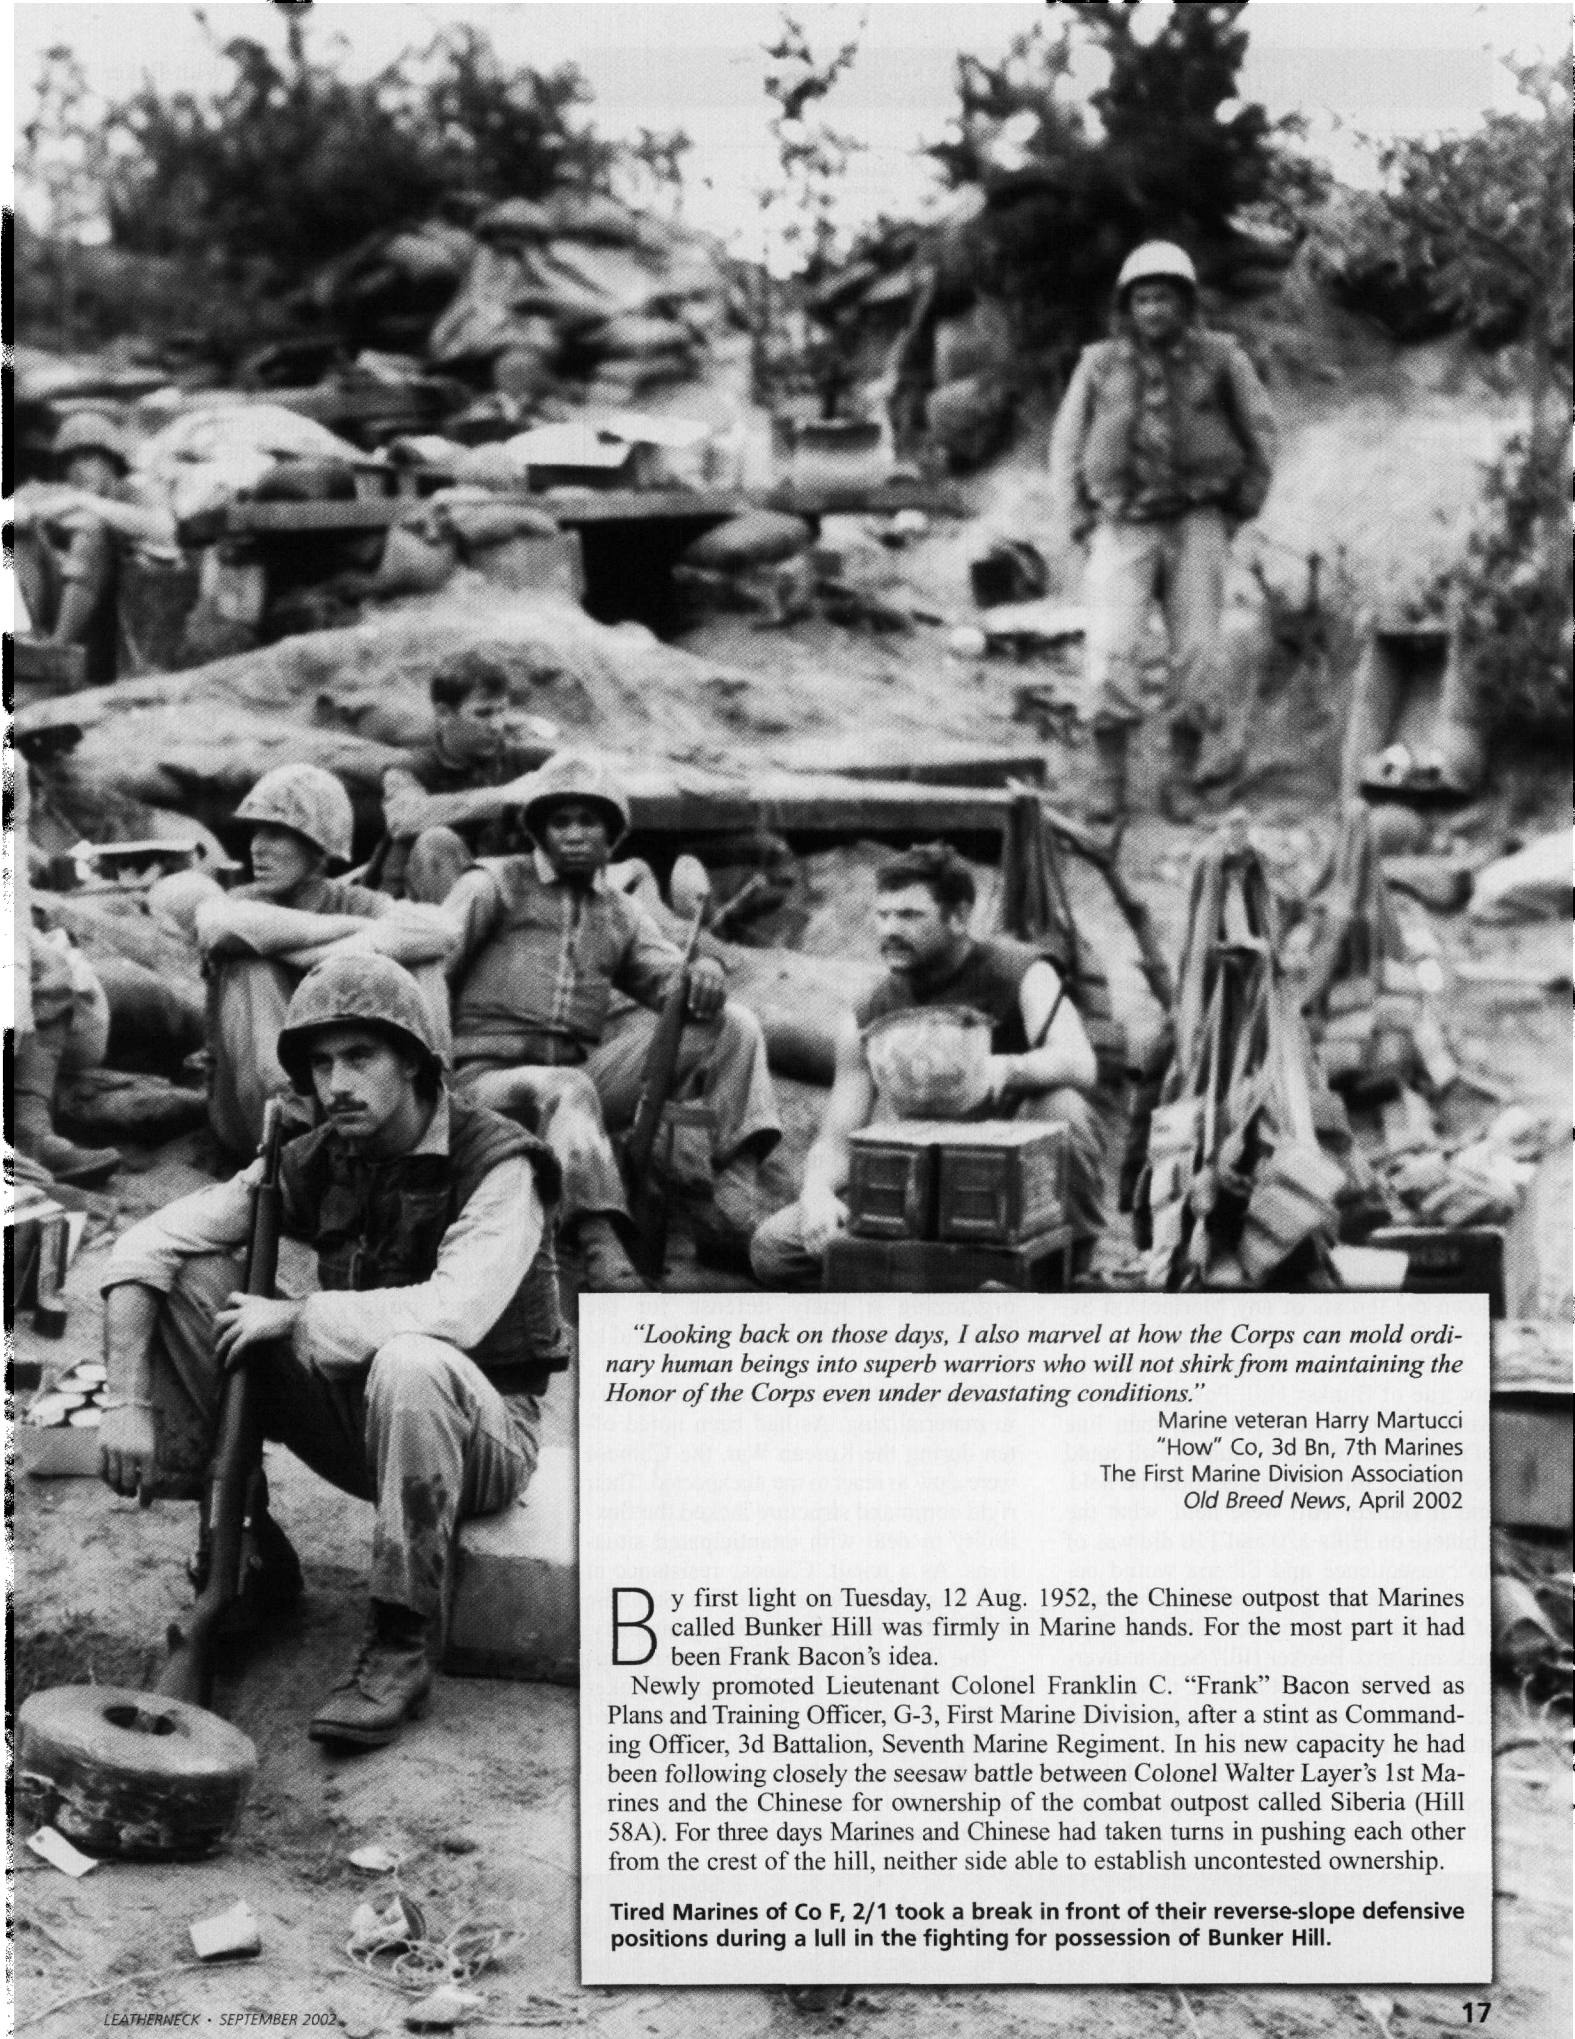 “Looking back on those days, I also marvel at how the Corps can mold ordi-
nary human beings into superb warriors who will not shirk from maintaining the
Honor of the Corps even under devastating conditions.”
Marine veteran Harry Martucci
“How” Co, 3d Bn, 7th Marines
The First Marine Division Association
Old Breed News, April 2002
By first light on Tuesday, 12 Aug. 1952, the Chinese outpost that Marines
called Bunker Hill was firmly in Marine hands. For the most part it had
been Frank Bacon’s idea.
Newly promoted Lieutenant Colonel Franklin C. “Frank” Bacon served as
Plans and Training Officer, G-3, First Marine Division, after a stint as Command-
ing Officer, 3d Battalion, Seventh Marine Regiment. In his new capacity he had
been following closely the seesaw battle between Colonel Walter Layer’s 1st Ma-
rines and the Chinese for ownership of the combat outpost called Siberia (Hill
58A). For three days Marines and Chinese had taken turns in pushing each other
from the crest of the hill, neither side able to establish uncontested ownership.
Tired Marines of Co F, 2/1 took a break in front of their reverse-slope defensive
positions during a lull in the fighting for possession of Bunker Hill.
LEATHERNECK • SEPTEMBER 2002
17